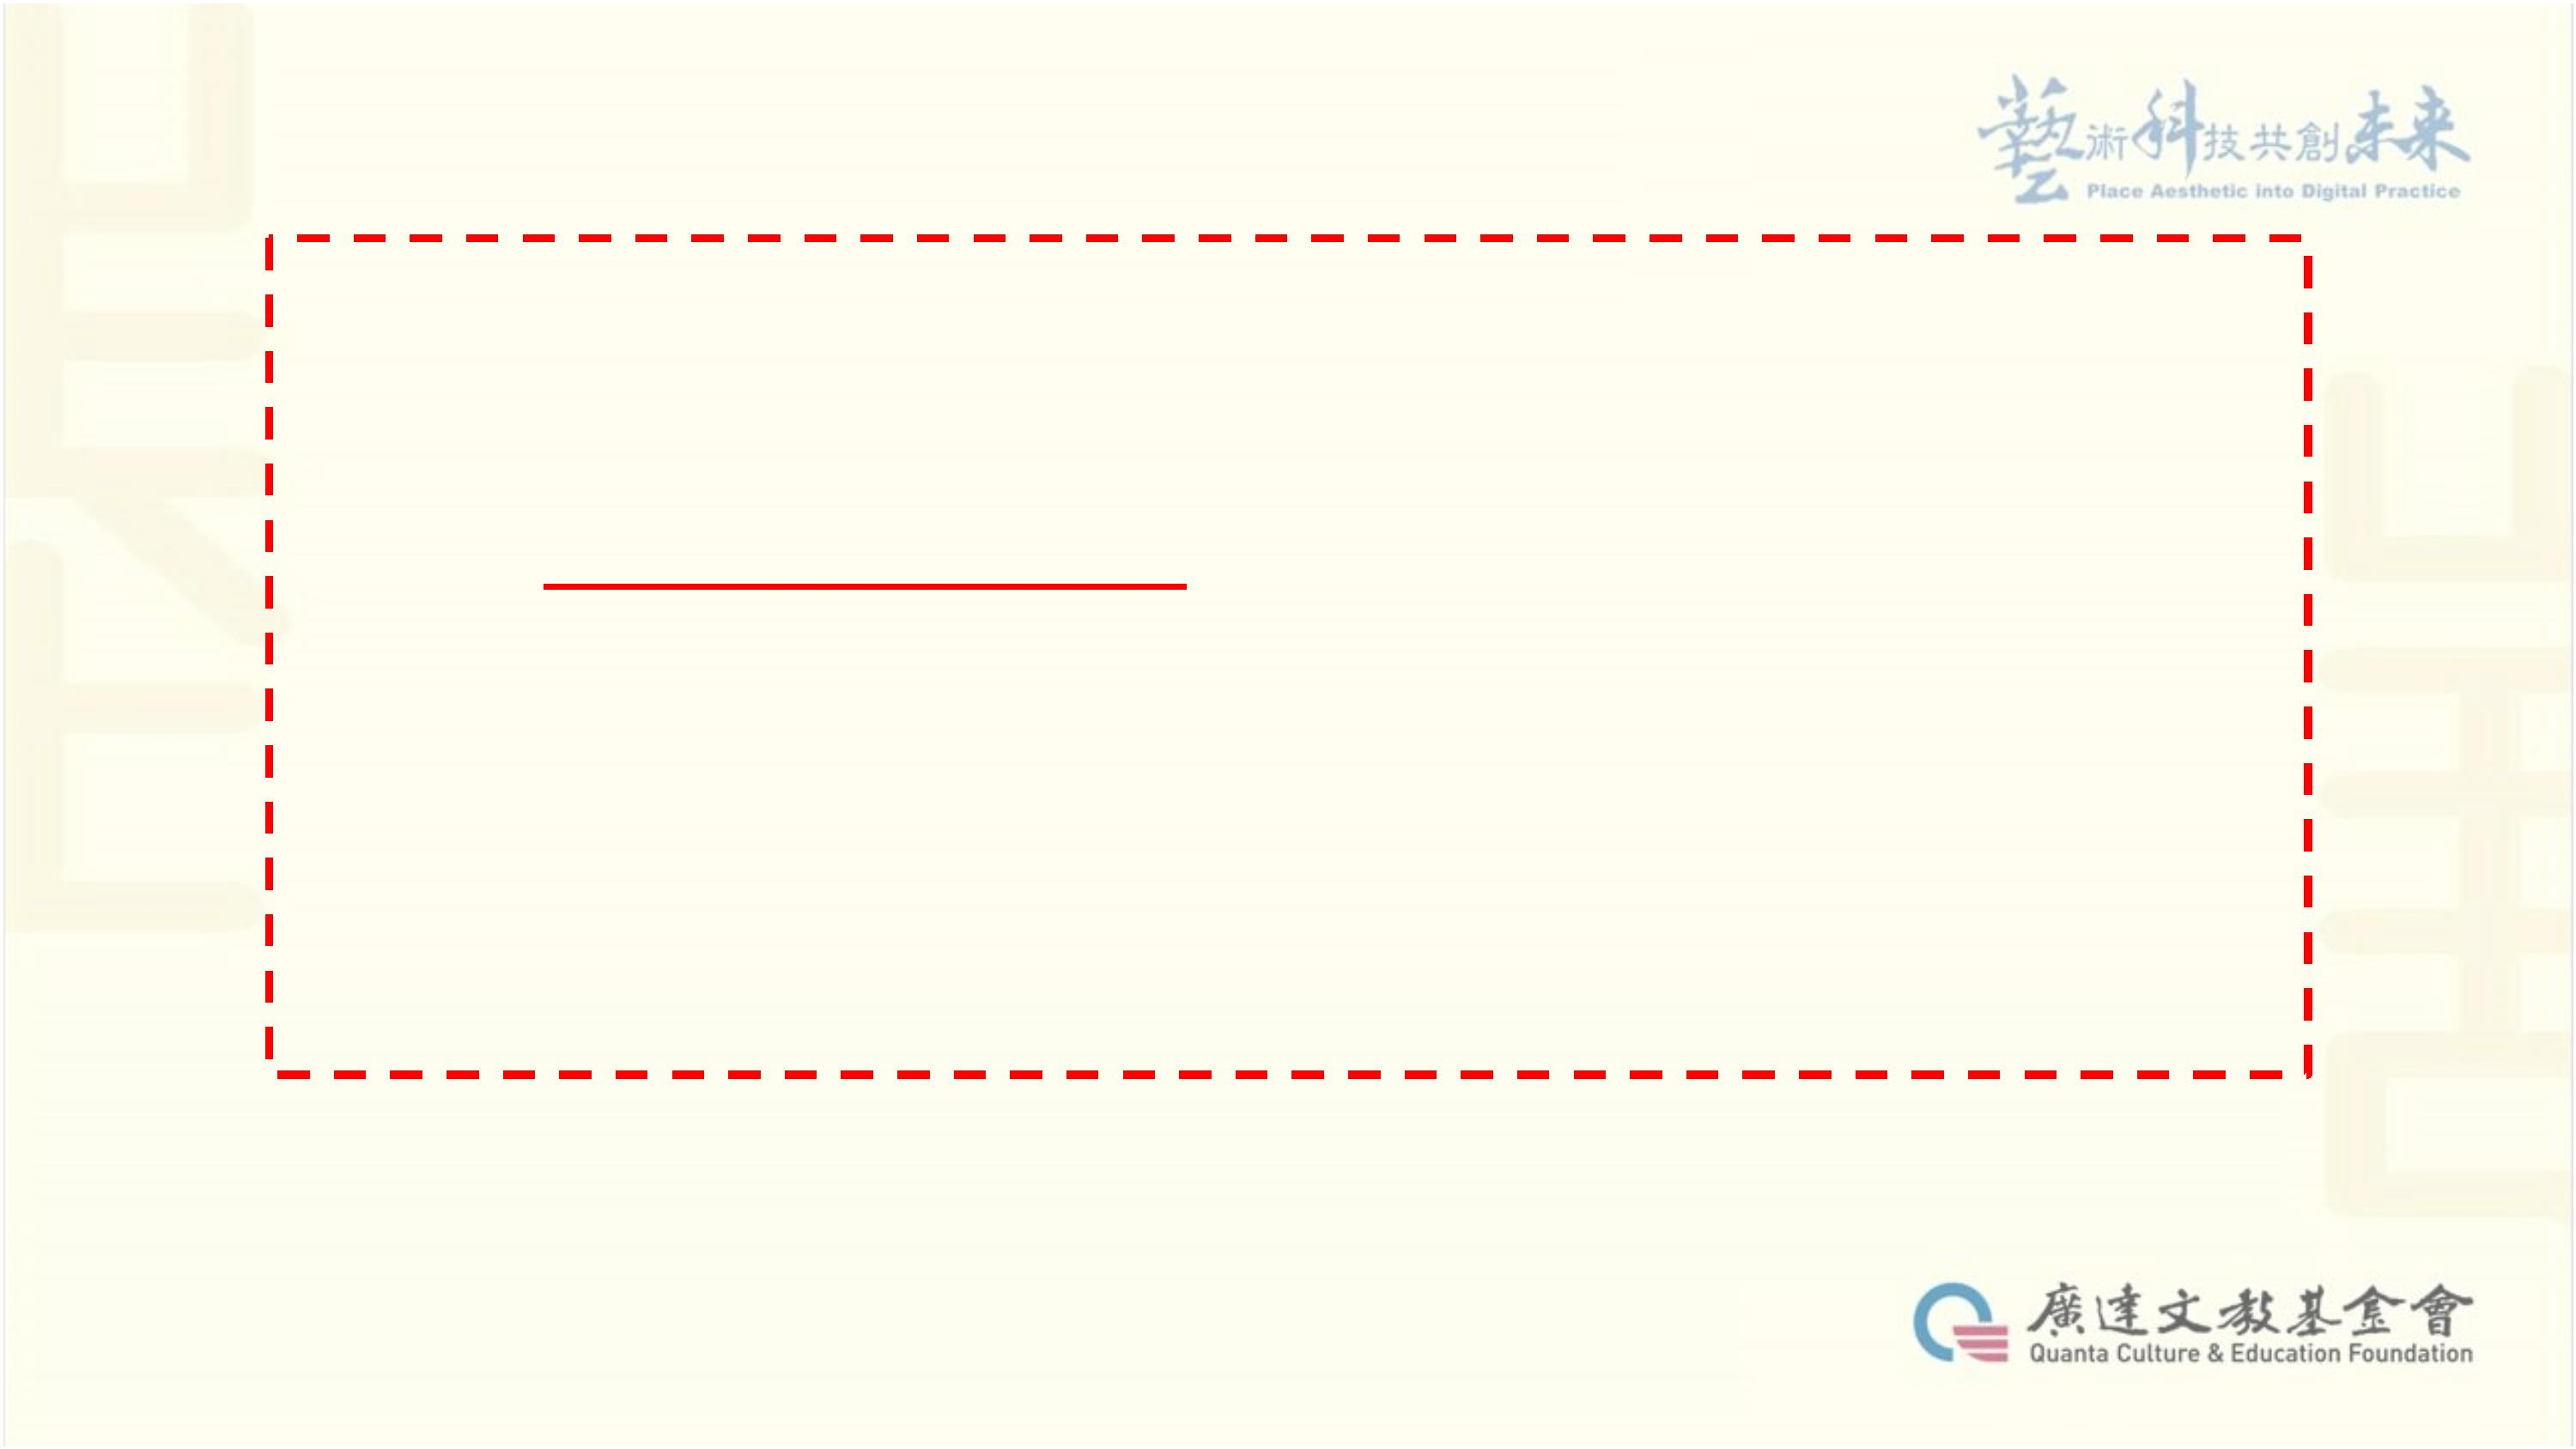 藝術科技共創未來
Place Aesthetic into Digital Practice
廣達文教基金會
Quanta Culture & Education Foundation